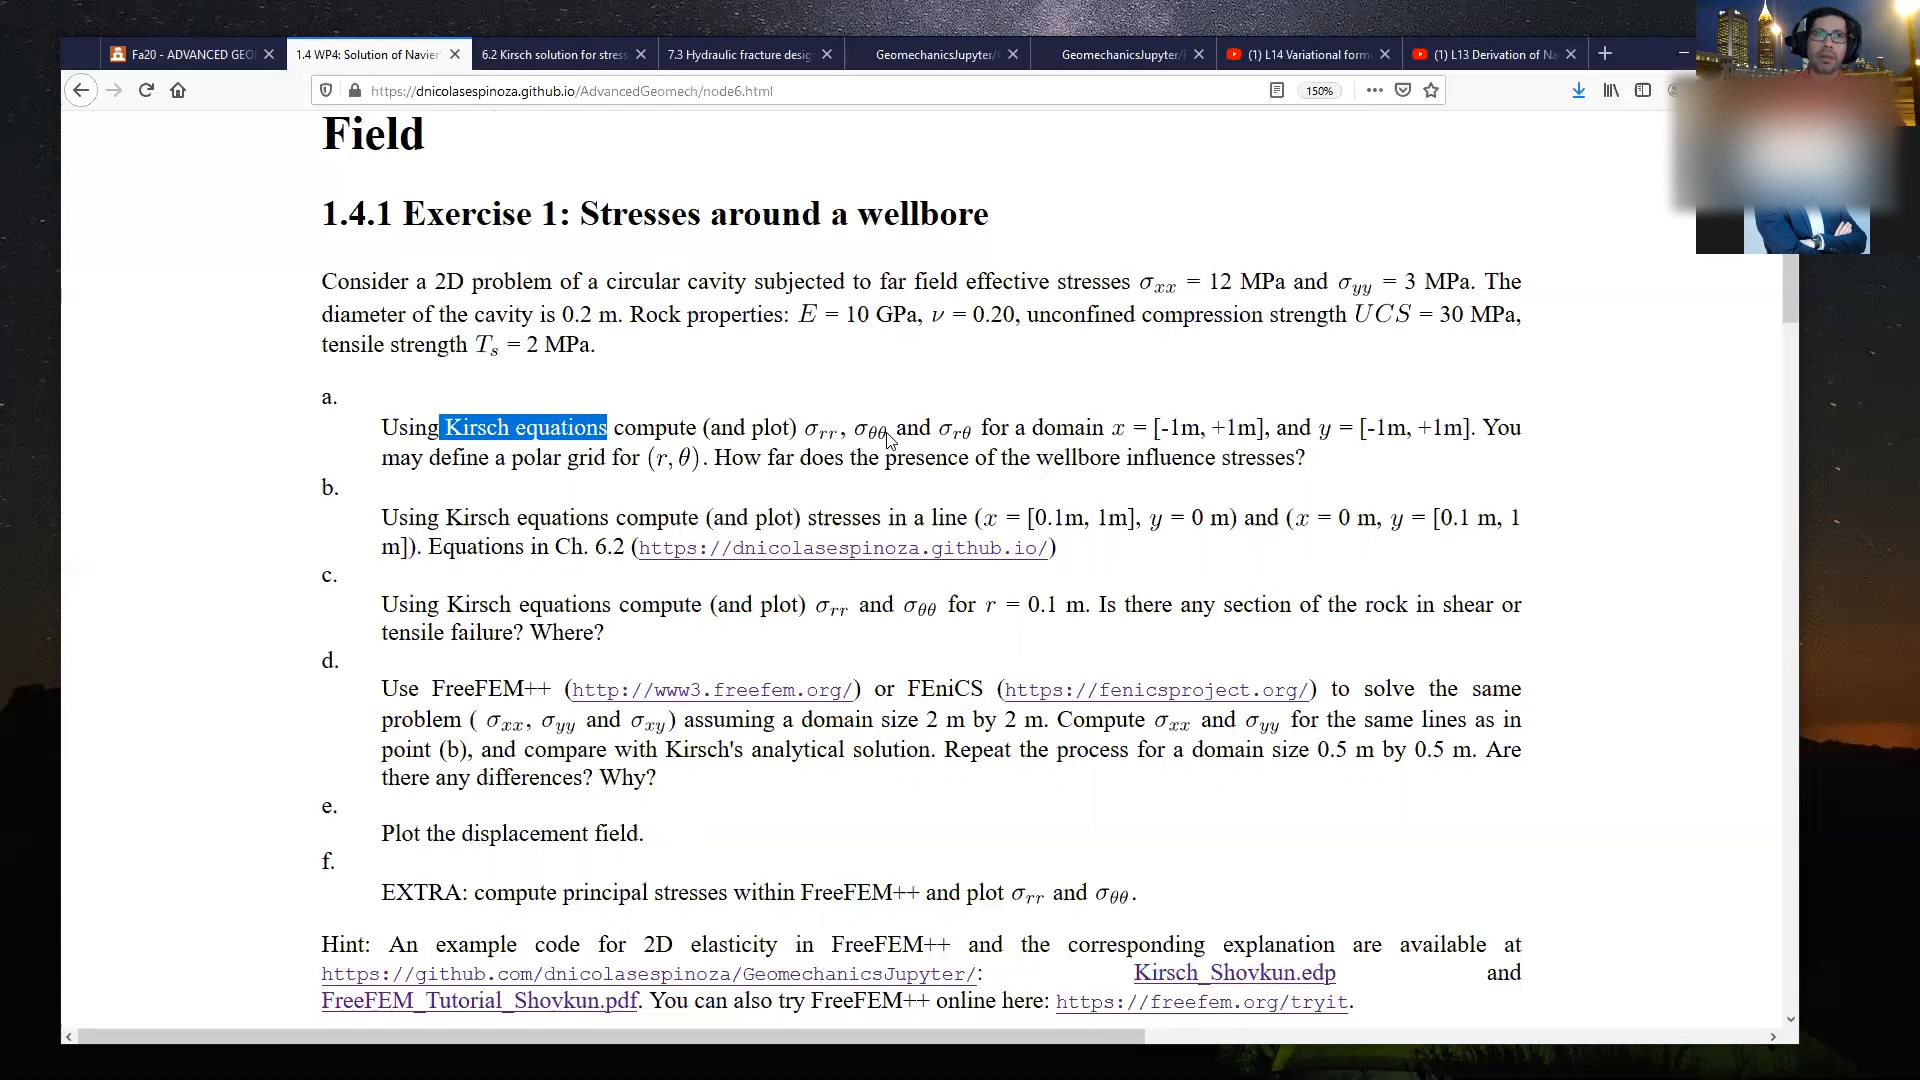 Fa20 - ADVANCED GEO
1.4 WP4: Solution of Navier'
6.2 Kirsch solution for stress
7.3 Hydraulic fracture desig
GeomechanicsJupyter/
GeomechanicsJupyter/
(1) L14 Variational form
(1) L13 Derivation of Na
https://dnicolasespinoza.github.io/AdvancedGeomech/node6.html
150%
Field
1.4.1 Exercise 1: Stresses around a wellbore
Consider a 2D problem of a circular cavity subjected to far field effective stresses σxx = 12 MPa and σyy = 3 MPa. The
diameter of the cavity is 0.2 m. Rock properties: E = 10 GPa, ν = 0.20, unconfined compression strength UCS = 30 MPa,
tensile strength Ts = 2 MPa.
a.
Using Kirsch equations compute (and plot) σrr, σθθ and σrθ for a domain x = [-1m, +1m], and y = [-1m, +1m]. You
may define a polar grid for (r, θ). How far does the presence of the wellbore influence stresses?
b.
Using Kirsch equations compute (and plot) stresses in a line (x = [0.1m, 1m], y = 0 m) and (x = 0 m, y = [0.1 m, 1
m]). Equations in Ch. 6.2 (https://dnicolasespinoza.github.io/)
c.
Using Kirsch equations compute (and plot) σrr and σθθ for r = 0.1 m. Is there any section of the rock in shear or
tensile failure? Where?
d.
Use FreeFEM++ (http://www3.freefem.org/) or FEniCS (https://fenicsproject.org/) to solve the same
problem ( σxx, σyy and σxy) assuming a domain size 2 m by 2 m. Compute σxx and σyy for the same lines as in
point (b), and compare with Kirsch's analytical solution. Repeat the process for a domain size 0.5 m by 0.5 m. Are
there any differences? Why?
e.
Plot the displacement field.
f.
EXTRA: compute principal stresses within FreeFEM++ and plot σrr and σθθ.
Hint: An example code for 2D elasticity in FreeFEM++ and the corresponding explanation are available at
https://github.com/dnicolasespinoza/GeomechanicsJupyter/: Kirsch_Shovkun.edp and
FreeFEM_Tutorial_Shovkun.pdf. You can also try FreeFEM++ online here: https://freefem.org/tryit.